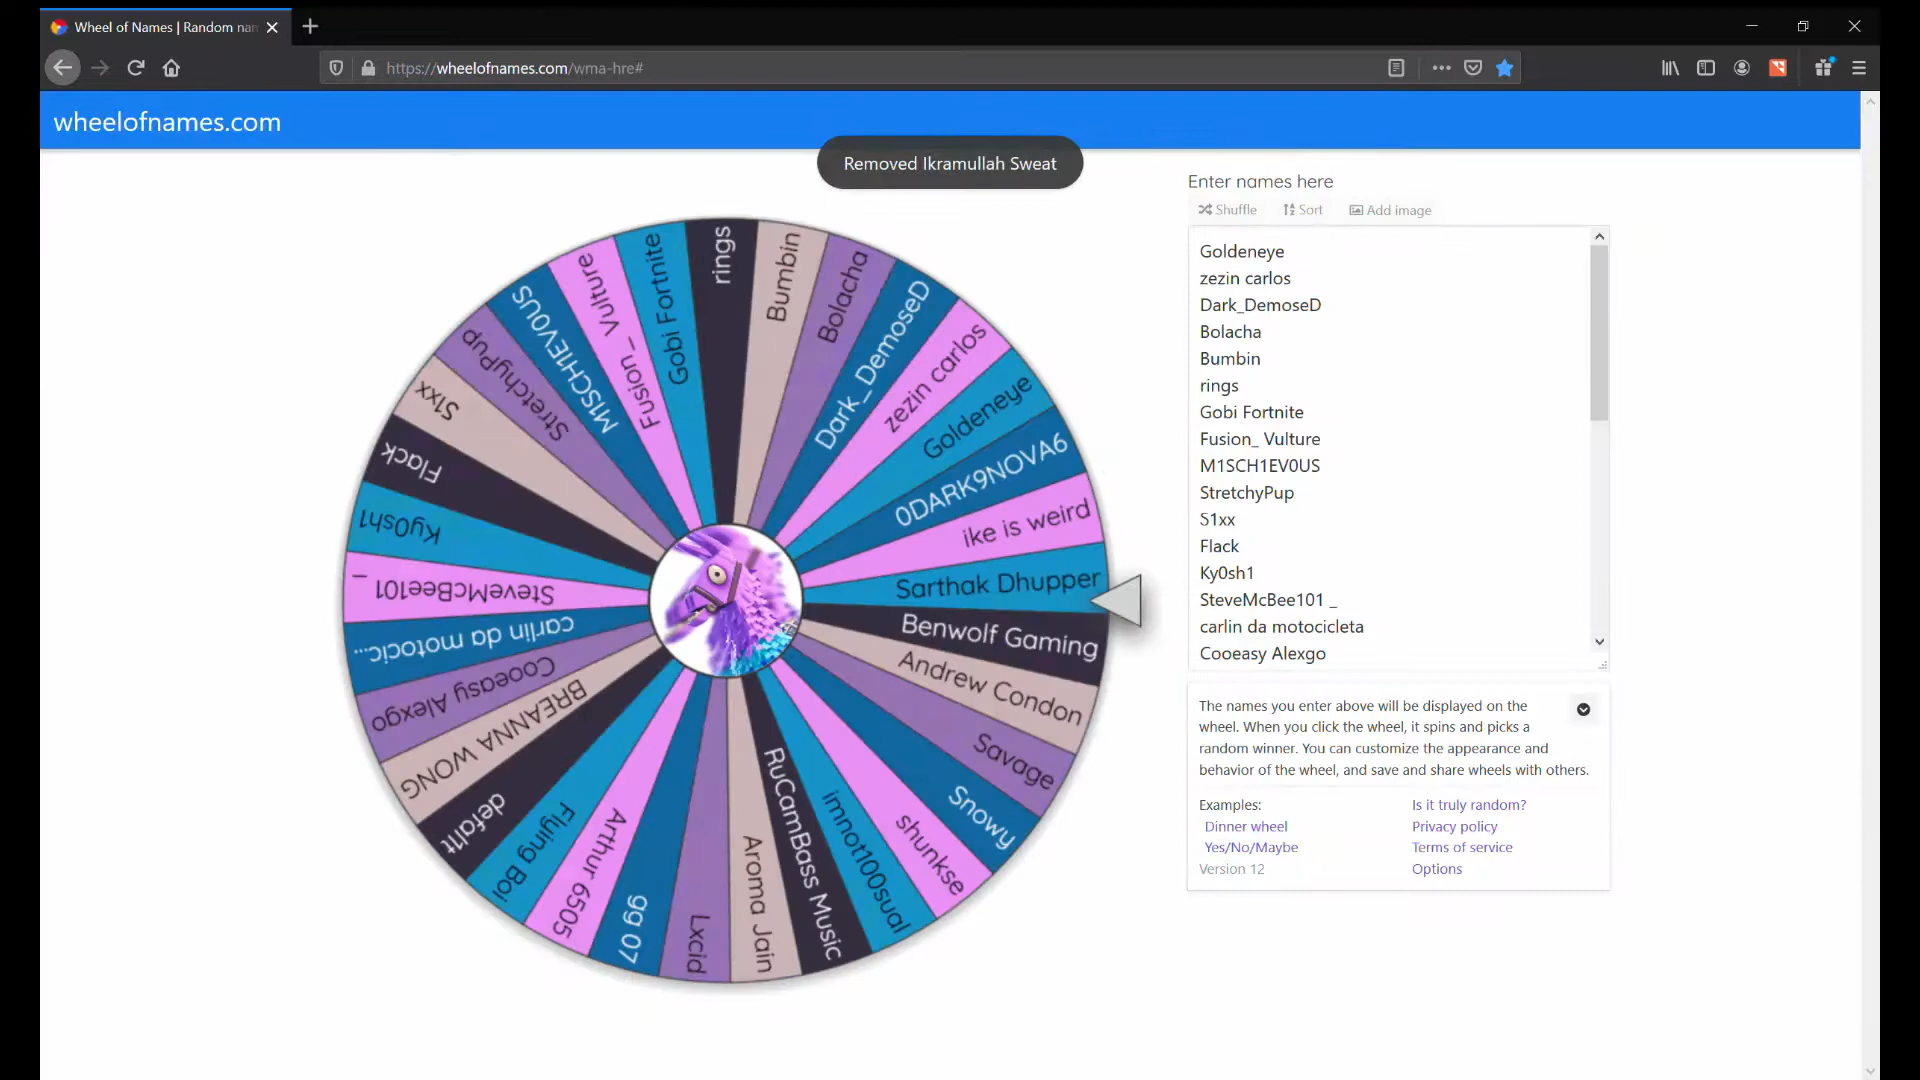 Wheel of Names | Random nar
https://wheelofnames.com/wma-hre#
wheelofnames.com
Removed Ikramullah Sweat
rings
Bumbin
Bolacha
Dark_DemoseD
zezin carlos
Goldeneye
0DARK9NOVA6
ike is weird
Sarthak Dhupper
Benwolf Gaming
Andrew Condon
Savage
Snowy
shunkse
imnot100sual
RuCamBass Music
Aroma Jain
Lxcid
gg 07
Arthur 6505
Flying Boi
defa1lt
BREANNA WONG
Cooeasy Alexgo
carlin da motocic...
SteveMcBee101 _
Ky0sh1
Flack
S1xx
StretchyPup
M1SCH1EV0US
Fusion_ Vulture
Gobi Fortnite
Enter names here
Shuffle Sort Add image
Goldeneye
zezin carlos
Dark_DemoseD
Bolacha
Bumbin
rings
Gobi Fortnite
Fusion_ Vulture
M1SCH1EV0US
StretchyPup
S1xx
Flack
Ky0sh1
SteveMcBee101 _
carlin da motocicleta
Cooeasy Alexgo
The names you enter above will be displayed on the
wheel. When you click the wheel, it spins and picks a
random winner. You can customize the appearance and
behavior of the wheel, and save and share wheels with others.
Examples:
Dinner wheel
Yes/No/Maybe
Version 12
Is it truly random?
Privacy policy
Terms of service
Options